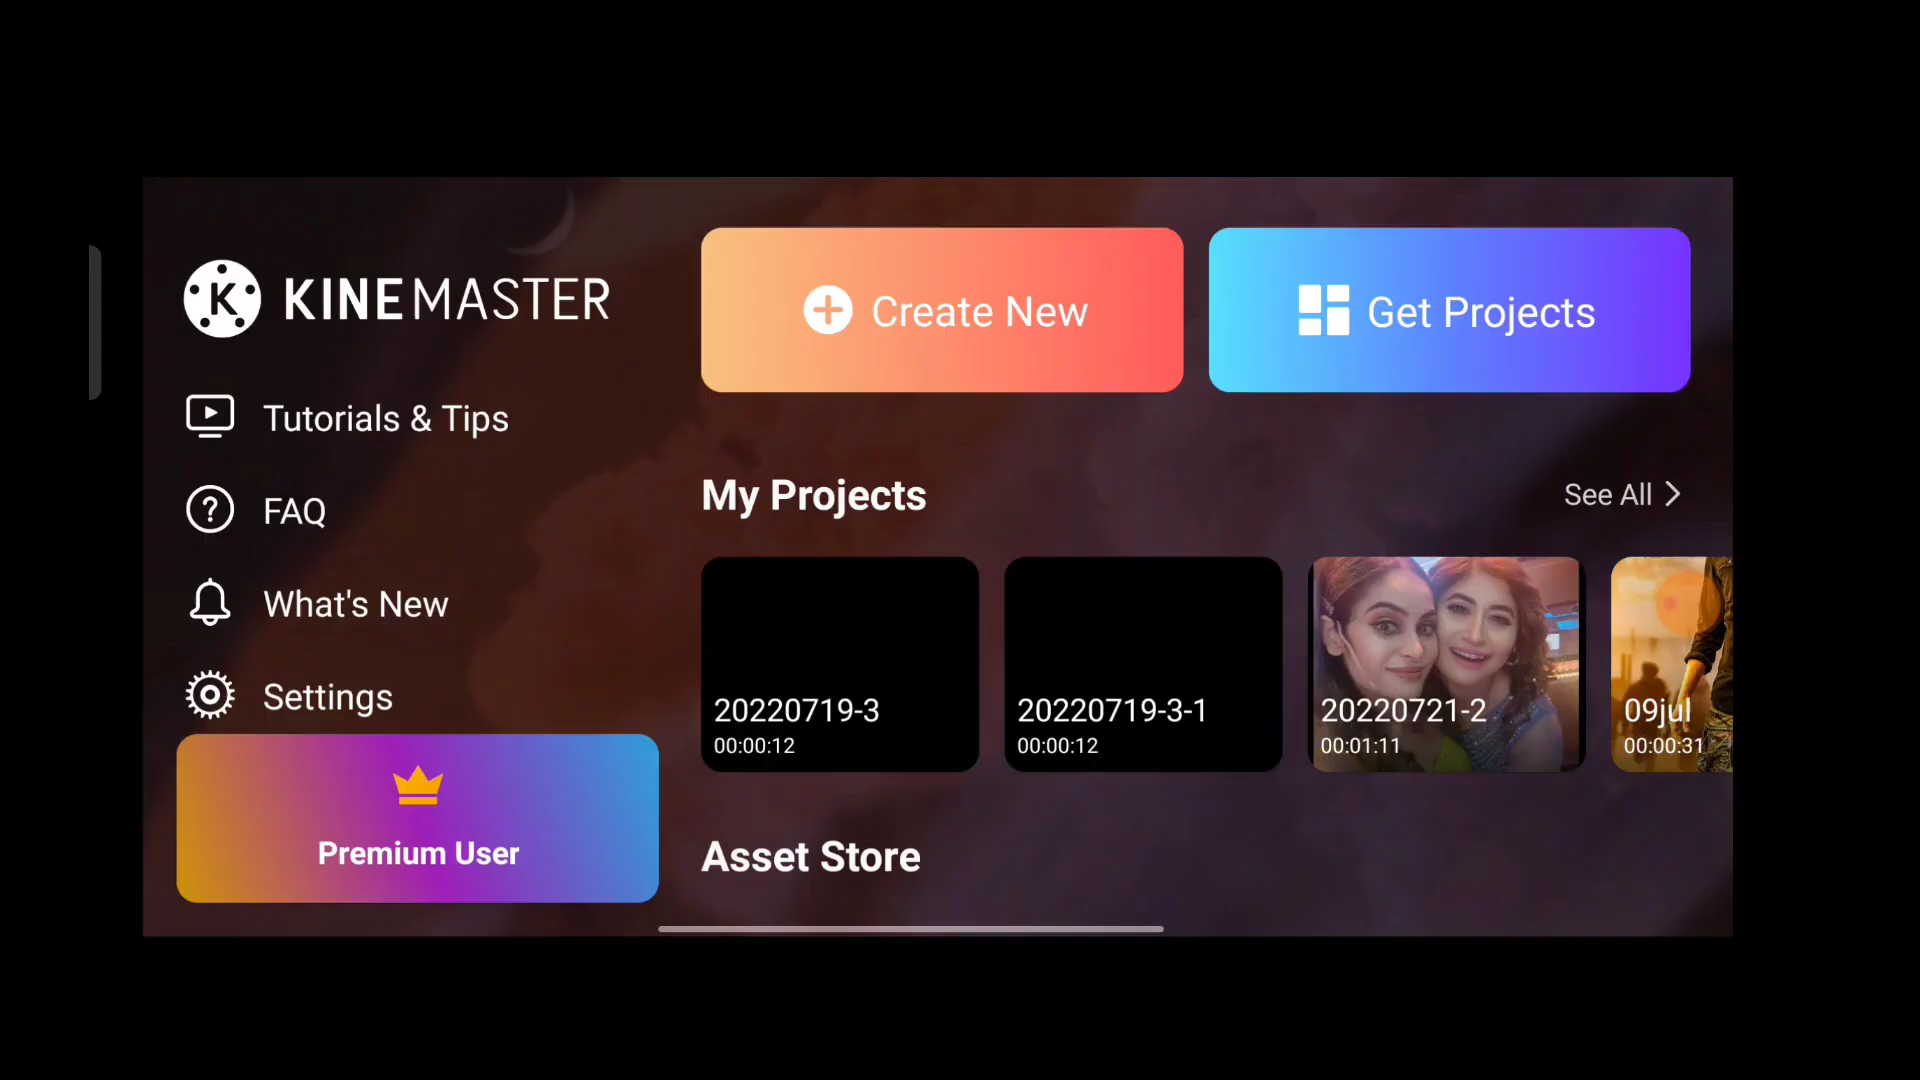 KINEMASTER
Tutorials & Tips
FAQ
What's New
Settings
Premium User
Create New
Get Projects
My Projects
See All
20220719-3
00:00:12
20220719-3-1
00:00:12
20220721-2
00:01:11
09jul
00:00:31
Asset Store